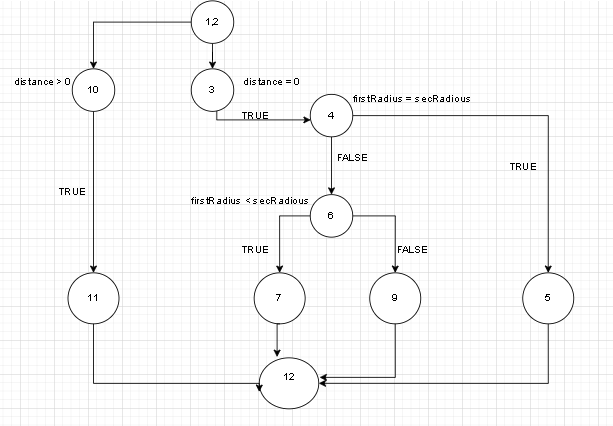 1,2
distance > 0
10
3
distance = 0
TRUE
4
firstRadius = secRadious
FALSE
TRUE
TRUE
firstRadius < secRadious
6
TRUE
FALSE
11
7
9
5
12